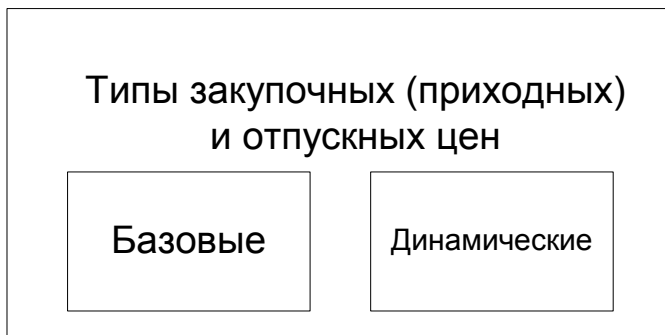 Типы закупочных (приходных)
и отпускных цен
Базовые
Динамические